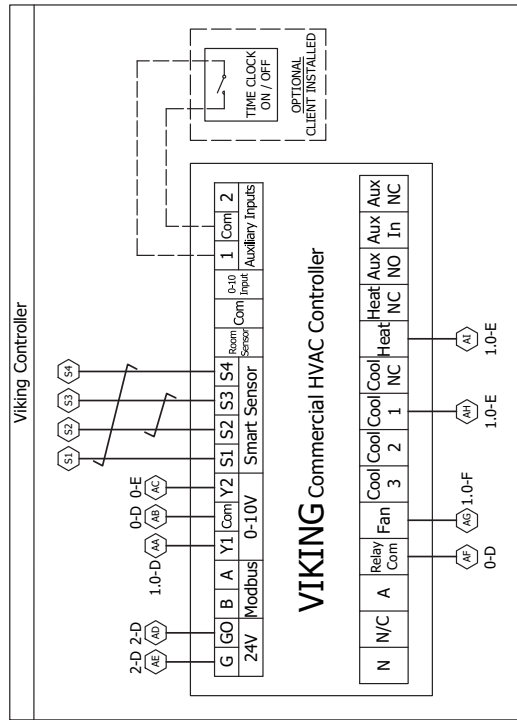 Viking Controller
S1
S2
S3
S4
2-D
2-D
1.0-D
0-D
0-E
AE
AD
AA
AB
AC
TIME CLOCK
ON / OFF
OPTIONAL
CLIENT INSTALLED
G
GO
B
A
Y1
Com
Y2
S1
S2
S3
S4
Room
Sensor
Com
0-10
Input
1
Com
2
24V
Modbus
0-10V
Smart Sensor
Auxiliary Inputs
VIKING Commercial HVAC Controller
N
N/C
A
Relay
Com
Fan
Cool
3
Cool
2
Cool
1
Cool
NC
Heat
Heat
NC
Aux
NO
Aux
In
Aux
NC
AF
0-D
AG
1.0-F
AH
1.0-E
AI
1.0-E